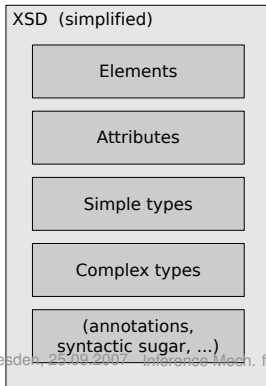 XSD (simplified)
Elements
Attributes
Simple types
Complex types
(annotations,
syntactic sugar, ...)
esden, 25.09.2007 Inference Mech. f